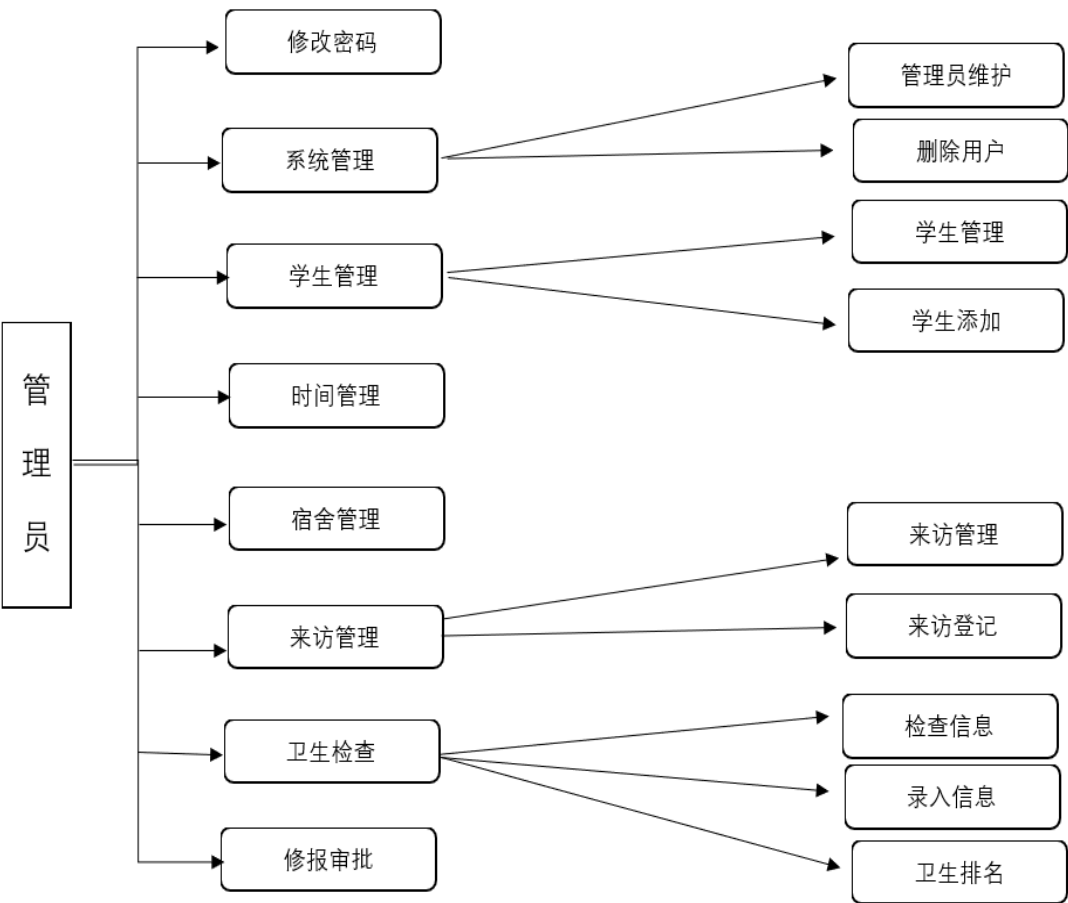 管理员
修改密码
系统管理
管理员维护
删除用户
学生管理
学生管理
学生添加
时间管理
宿舍管理
来访管理
来访管理
来访登记
卫生检查
检查信息
录入信息
卫生排名
修报审批